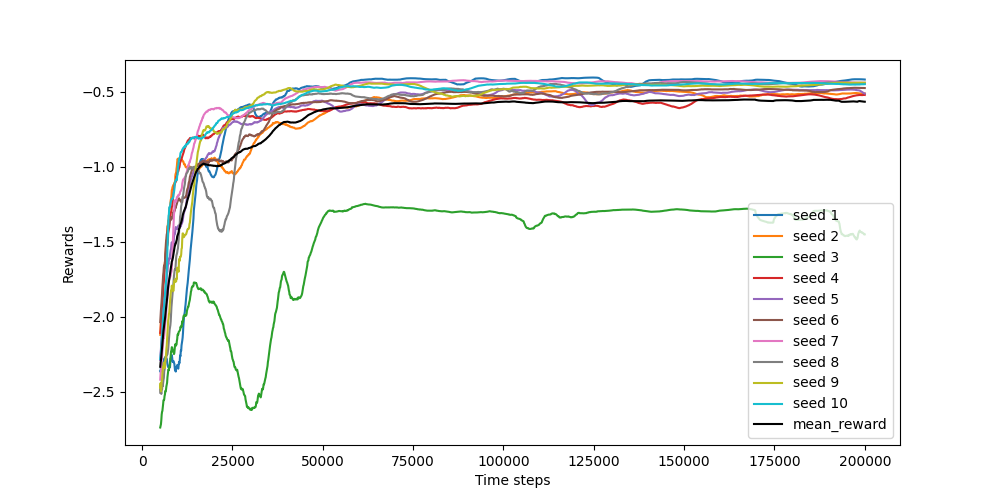 −0.5
−1.0
−1.5
−2.0
−2.5
Rewards
0 25000 50000 75000 100000 125000 150000 175000 200000
Time steps
seed 1
seed 2
seed 3
seed 4
seed 5
seed 6
seed 7
seed 8
seed 9
seed 10
mean_reward